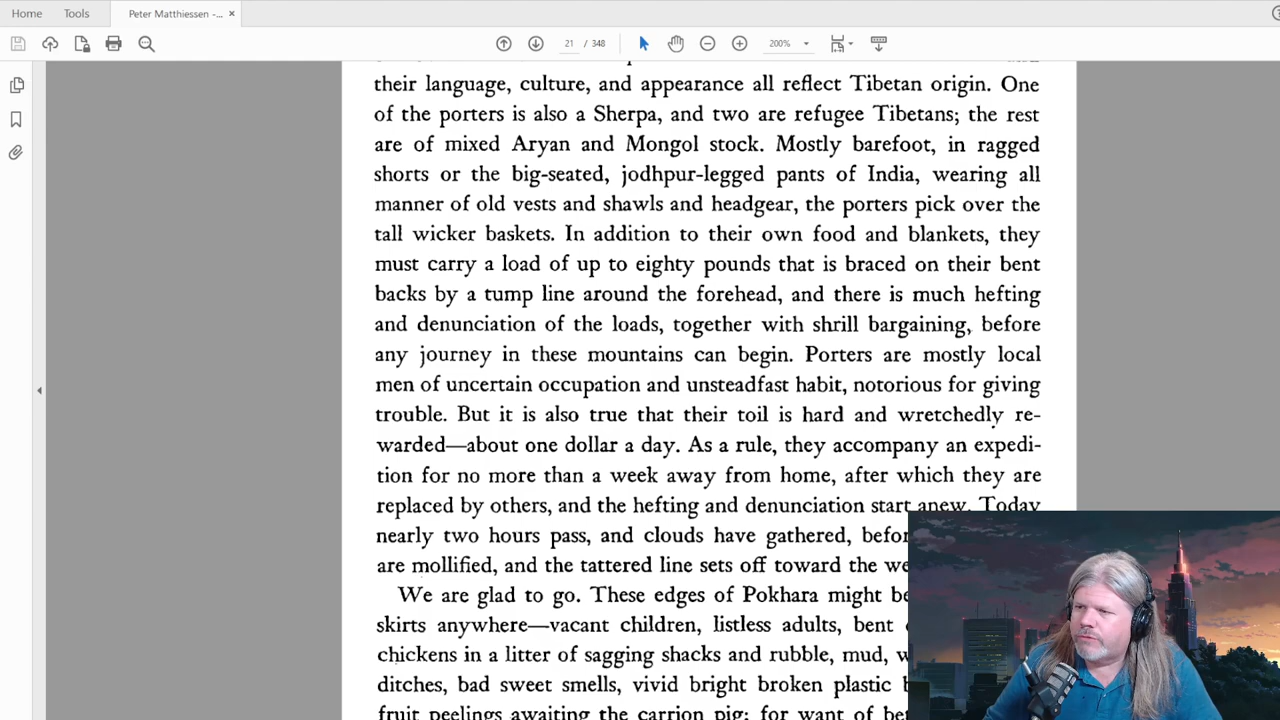 Home Tools Peter Matthiessen -... ×
21 / 348 200%
their language, culture, and appearance all reflect Tibetan origin. One
of the porters is also a Sherpa, and two are refugee Tibetans; the rest
are of mixed Aryan and Mongol stock. Mostly barefoot, in ragged
shorts or the big-seated, jodhpur-legged pants of India, wearing all
manner of old vests and shawls and headgear, the porters pick over the
tall wicker baskets. In addition to their own food and blankets, they
must carry a load of up to eighty pounds that is braced on their bent
backs by a tump line around the forehead, and there is much hefting
and denunciation of the loads, together with shrill bargaining, before
any journey in these mountains can begin. Porters are mostly local
men of uncertain occupation and unsteadfast habit, notorious for giving
trouble. But it is also true that their toil is hard and wretchedly re-
warded—about one dollar a day. As a rule, they accompany an expedi-
tion for no more than a week away from home, after which they are
replaced by others, and the hefting and denunciation start anew. Today
nearly two hours pass, and clouds have gathered, befor
are mollified, and the tattered line sets off toward the we
We are glad to go. These edges of Pokhara might be
skirts anywhere—vacant children, listless adults, bent
chickens in a litter of sagging shacks and rubble, mud, w
ditches, bad sweet smells, vivid bright broken plastic b
fruit peelings awaiting the carrion pig; for want of be